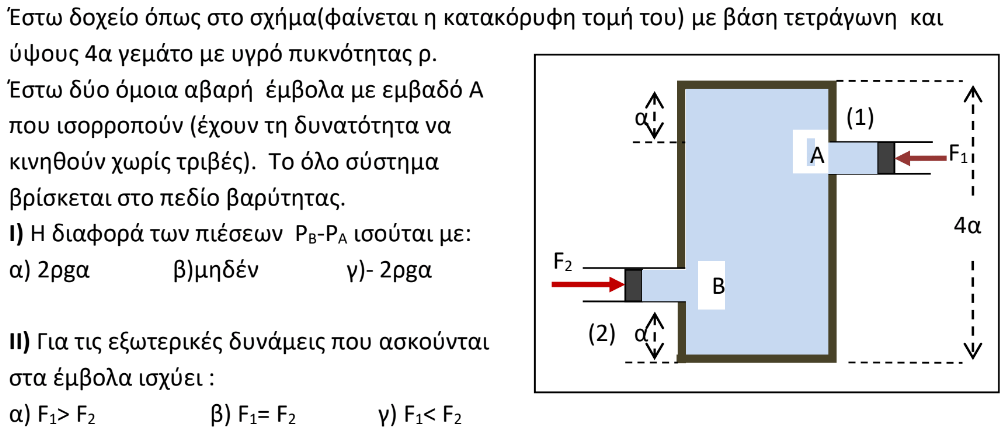 Έστω δοχείο όπως στο σχήμα(φαίνεται η κατακόρυφη τομή του) με βάση τετράγωνη και
ύψους 4α γεμάτο με υγρό πυκνότητας ρ.
Έστω δύο όμοια αβαρή έμβολα με εμβαδό Α
που ισορροπούν (έχουν τη δυνατότητα να
κινηθούν χωρίς τριβές). Το όλο σύστημα
βρίσκεται στο πεδίο βαρύτητας.
Ι) Η διαφορά των πιέσεων P_B-P_A ισούται με:
α) 2ρgα β)μηδέν γ)- 2ρgα
ΙΙ) Για τις εξωτερικές δυνάμεις που ασκούνται
στα έμβολα ισχύει :
α) F₁> F₂ β) F₁= F₂ γ) F₁< F₂
α
(1)
A
F₁
4α
F₂
B
(2)
α